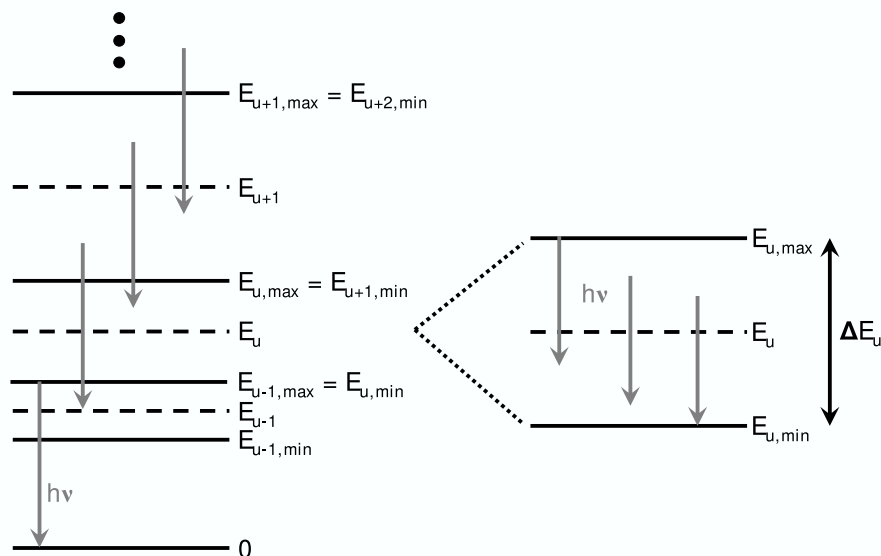 E_{u+1,max} = E_{u+2,min}
E_{u+1}
E_{u,max} = E_{u+1,min}
E_u
E_{u-1,max} = E_{u,min}
E_{u-1}
E_{u-1,min}
hν
0
E_{u,max}
hν
E_u
ΔE_u
E_{u,min}